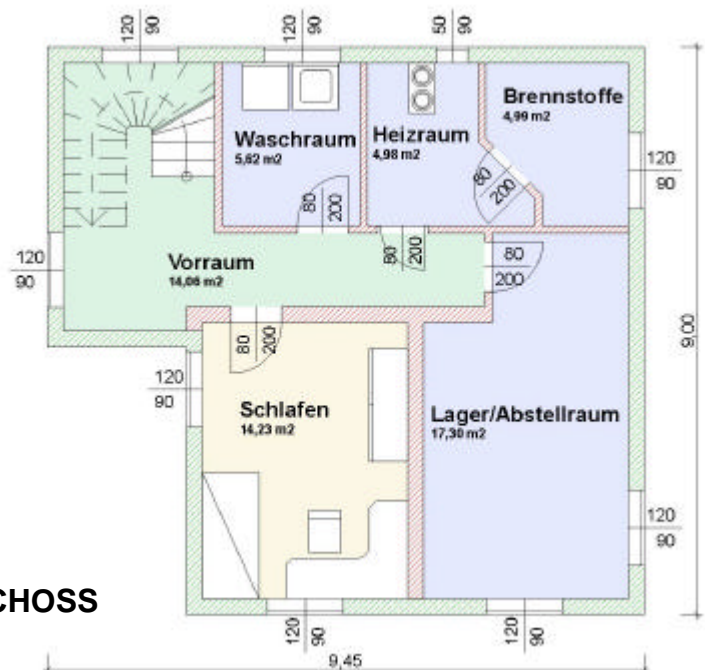 120 90
120 90
50 90
Brennstoffe
4,99 m2
Waschraum
5,62 m2
Heizraum
4,98 m2
120
90
80 200
80 200
80 200
80
200
120
90
Vorraum
14,06 m2
9,00
80 200
120
90
Schlafen
14,23 m2
Lager/Abstellraum
17,30 m2
120
90
CHOSS
120 90
120 90
9,45